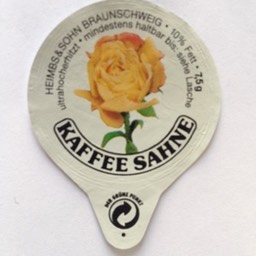 HEIMBS&SOHN BRAUNSCHWEIG · 10% Fett · 7,5 g
ultrahocherhitzt · mindestens haltbar bis: siehe Lasche
KAFFEE SAHNE
DER GRÜNE PUNKT